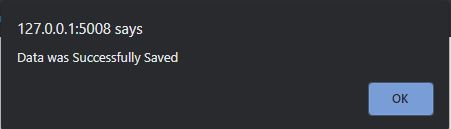 127.0.0.1:5008 says
Data was Successfully Saved
OK